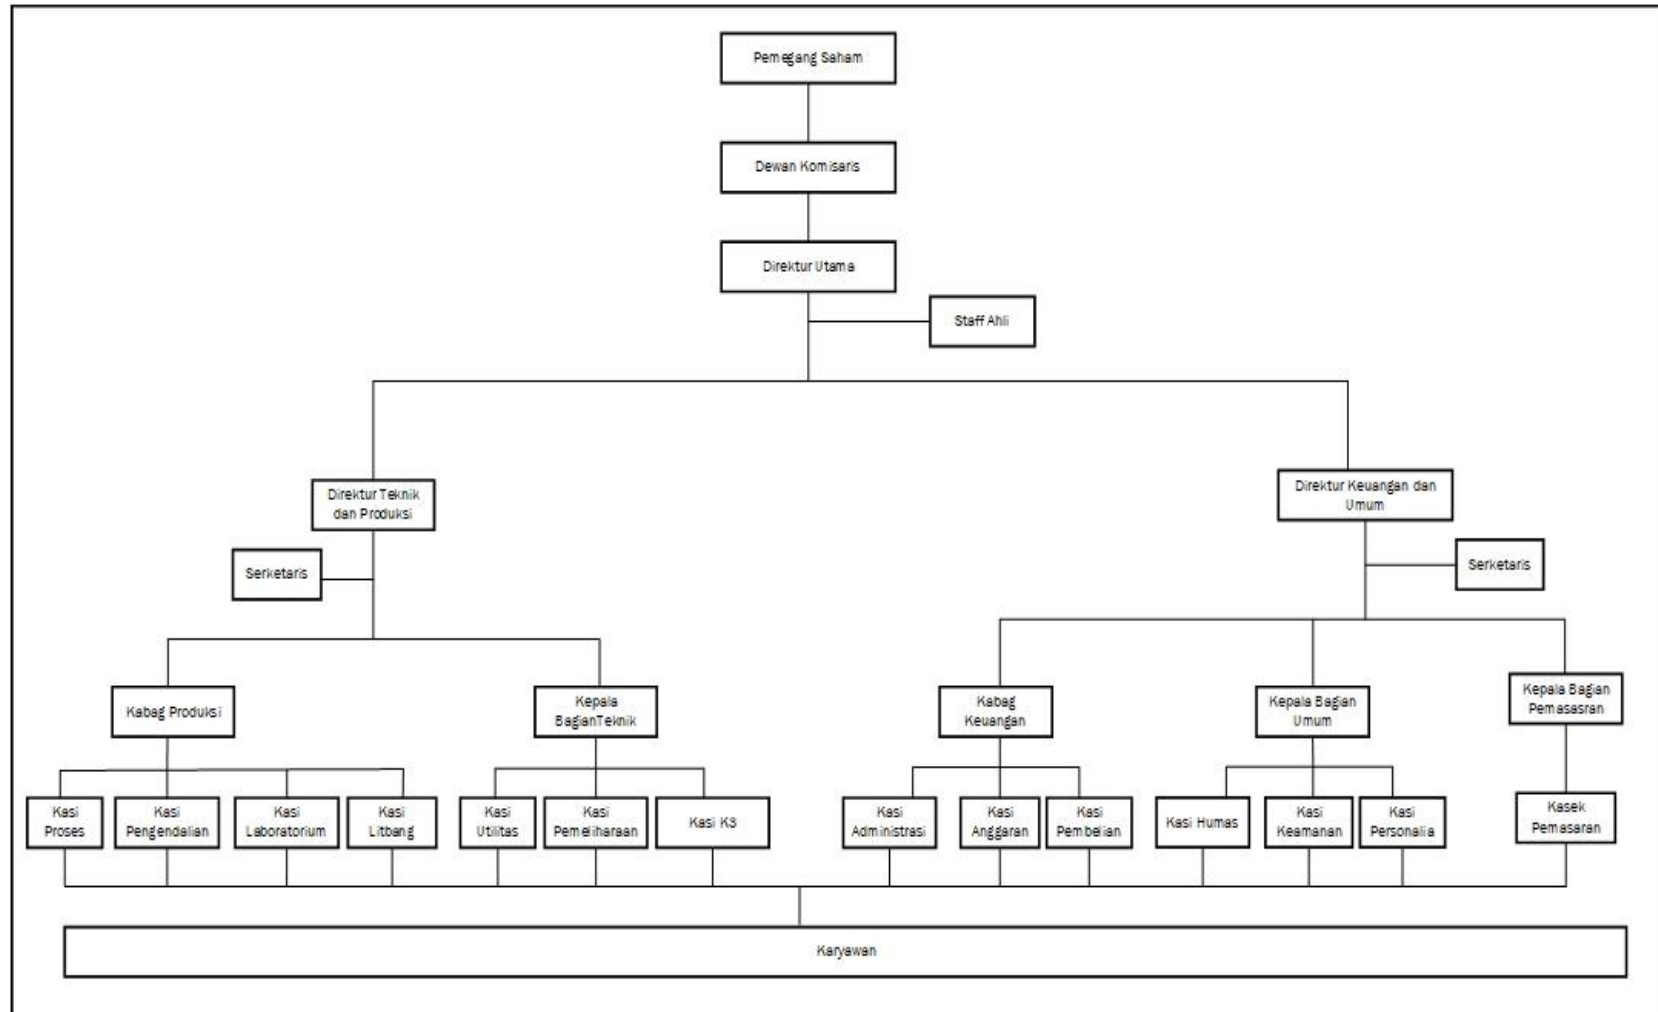 Pemegang Saham
Dewan Komisaris
Direktur Utama
Staff Ahli
Direktur Teknik
dan Produksi
Direktur Keuangan dan
Umum
Serketaris
Serketaris
Kabag Produksi
Kepala
BagianTeknik
Kabag
Keuangan
Kepala Bagian
Umum
Kepala Bagian
Pemasasran
Kasi
Proses
Kasi
Pengendalian
Kasi
Laboratorium
Kasi
Litbang
Kasi
Utilitas
Kasi
Pemeliharaan
Kasi K3
Kasi
Administrasi
Kasi
Anggaran
Kasi
Pembelian
Kasi Humas
Kasi
Keamanan
Kasi
Personalia
Kasek
Pemasaran
Karyawan